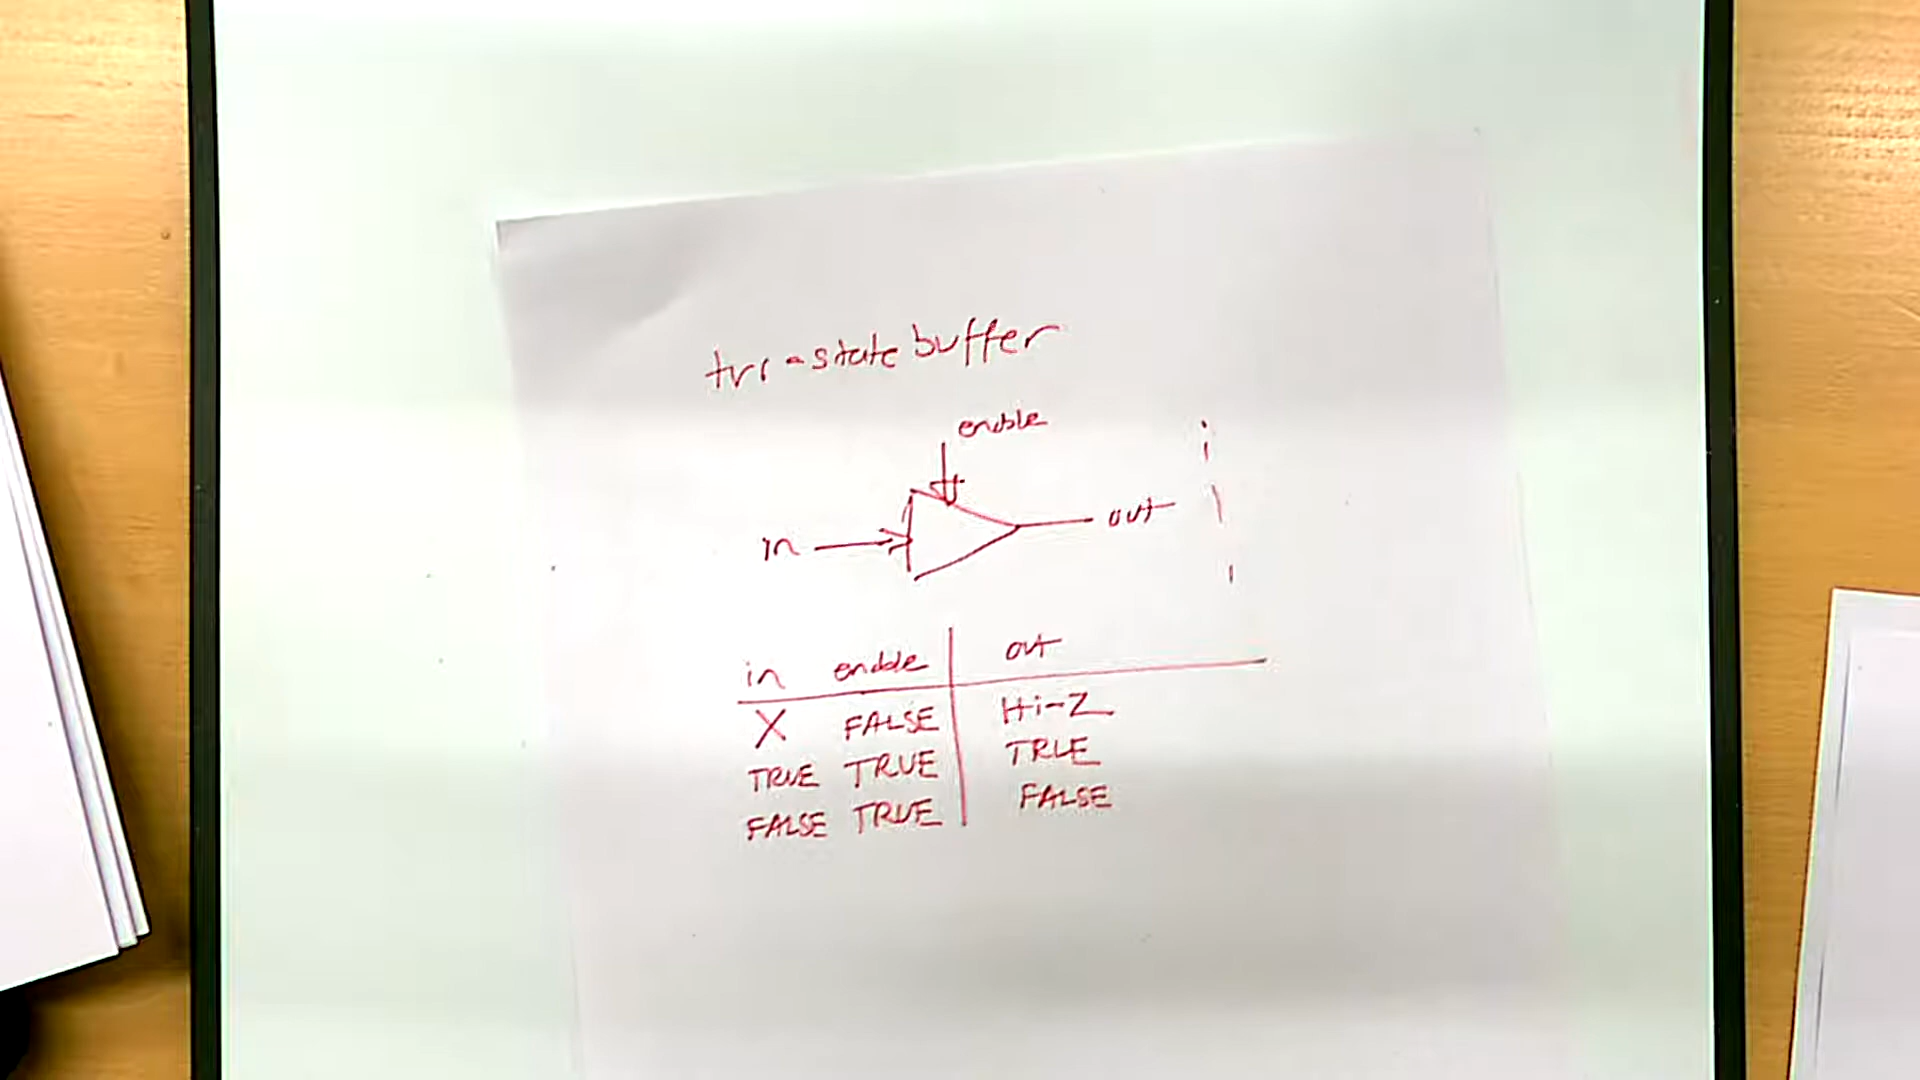 tri-state buffer
enable
in
out
in enable out
X FALSE Hi-Z
TRUE TRUE TRUE
FALSE TRUE FALSE